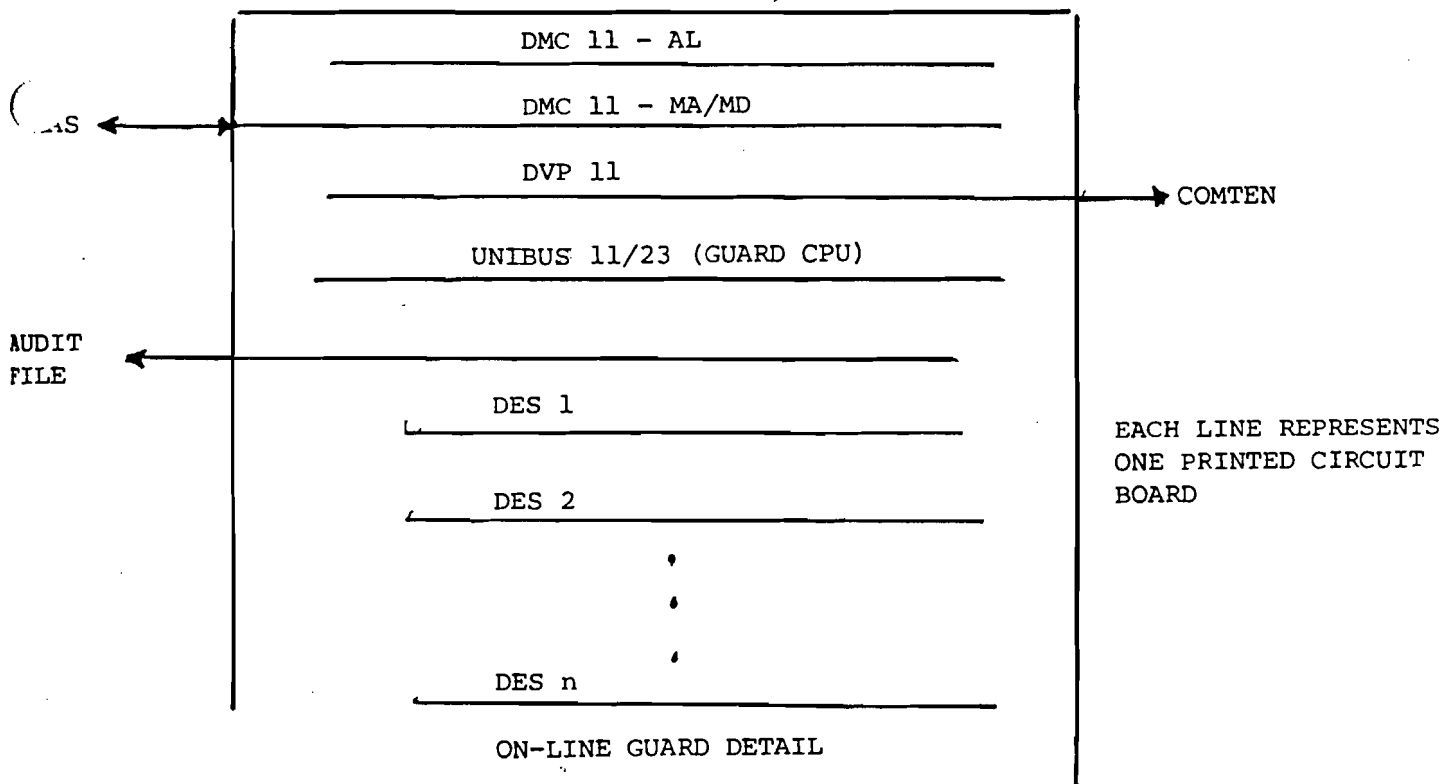 DMC 11 - AL
DMC 11 - MA/MD
DVP 11
COMTEN
UNIBUS 11/23 (GUARD CPU)
AUDIT
FILE
DES 1
EACH LINE REPRESENTS
ONE PRINTED CIRCUIT
BOARD
DES 2
DES n
ON-LINE GUARD DETAIL